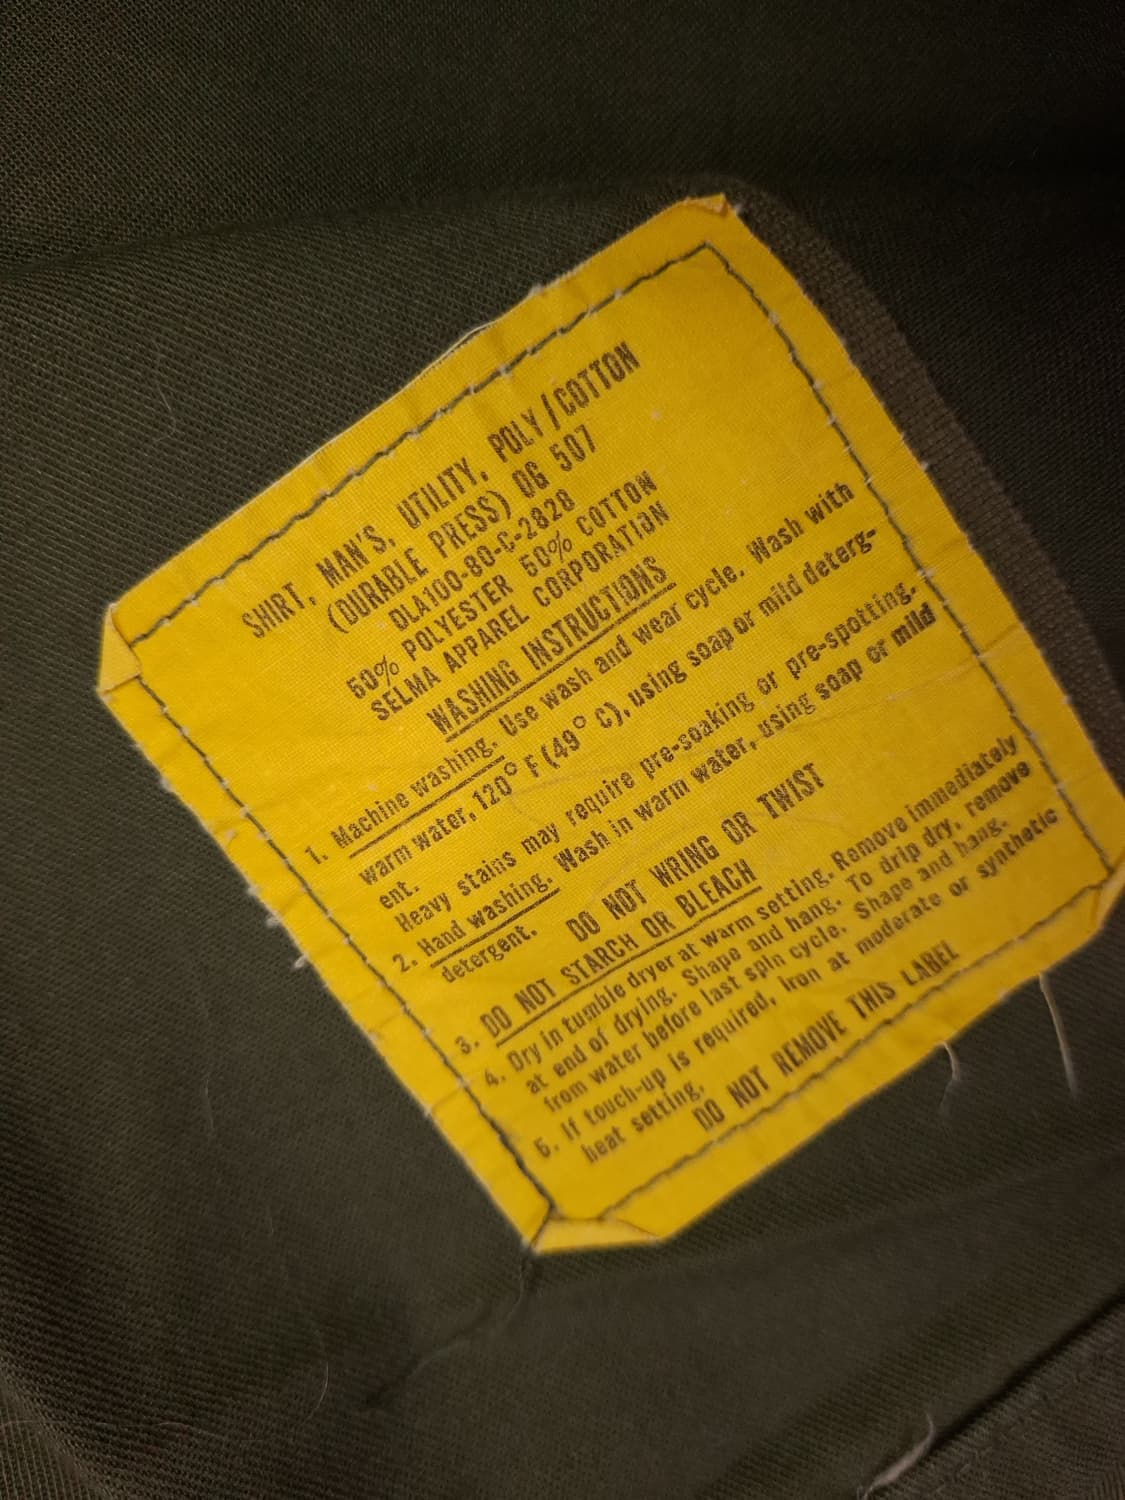 SHIRT, MAN'S, UTILITY, POLY/COTTON
(DURABLE PRESS) OG 507
DLA100-80-C-2828
50% POLYESTER 50% COTTON
SELMA APPAREL CORPORATION
WASHING INSTRUCTIONS
1. Machine washing. Use wash and wear cycle. Wash with
warm water, 120° F (49° C), using soap or mild deterg-
ent.
Heavy stains may require pre-soaking or pre-spotting.
2. Hand washing. Wash in warm water, using soap or mild
detergent. DO NOT WRING OR TWIST
3. DO NOT STARCH OR BLEACH
4. Dry in tumble dryer at warm setting. Remove immediately
at end of drying. Shape and hang. To drip dry, remove
from water before last spin cycle. Shape and hang.
5. If touch-up is required, iron at moderate or synthetic
heat setting.
DO NOT REMOVE THIS LABEL